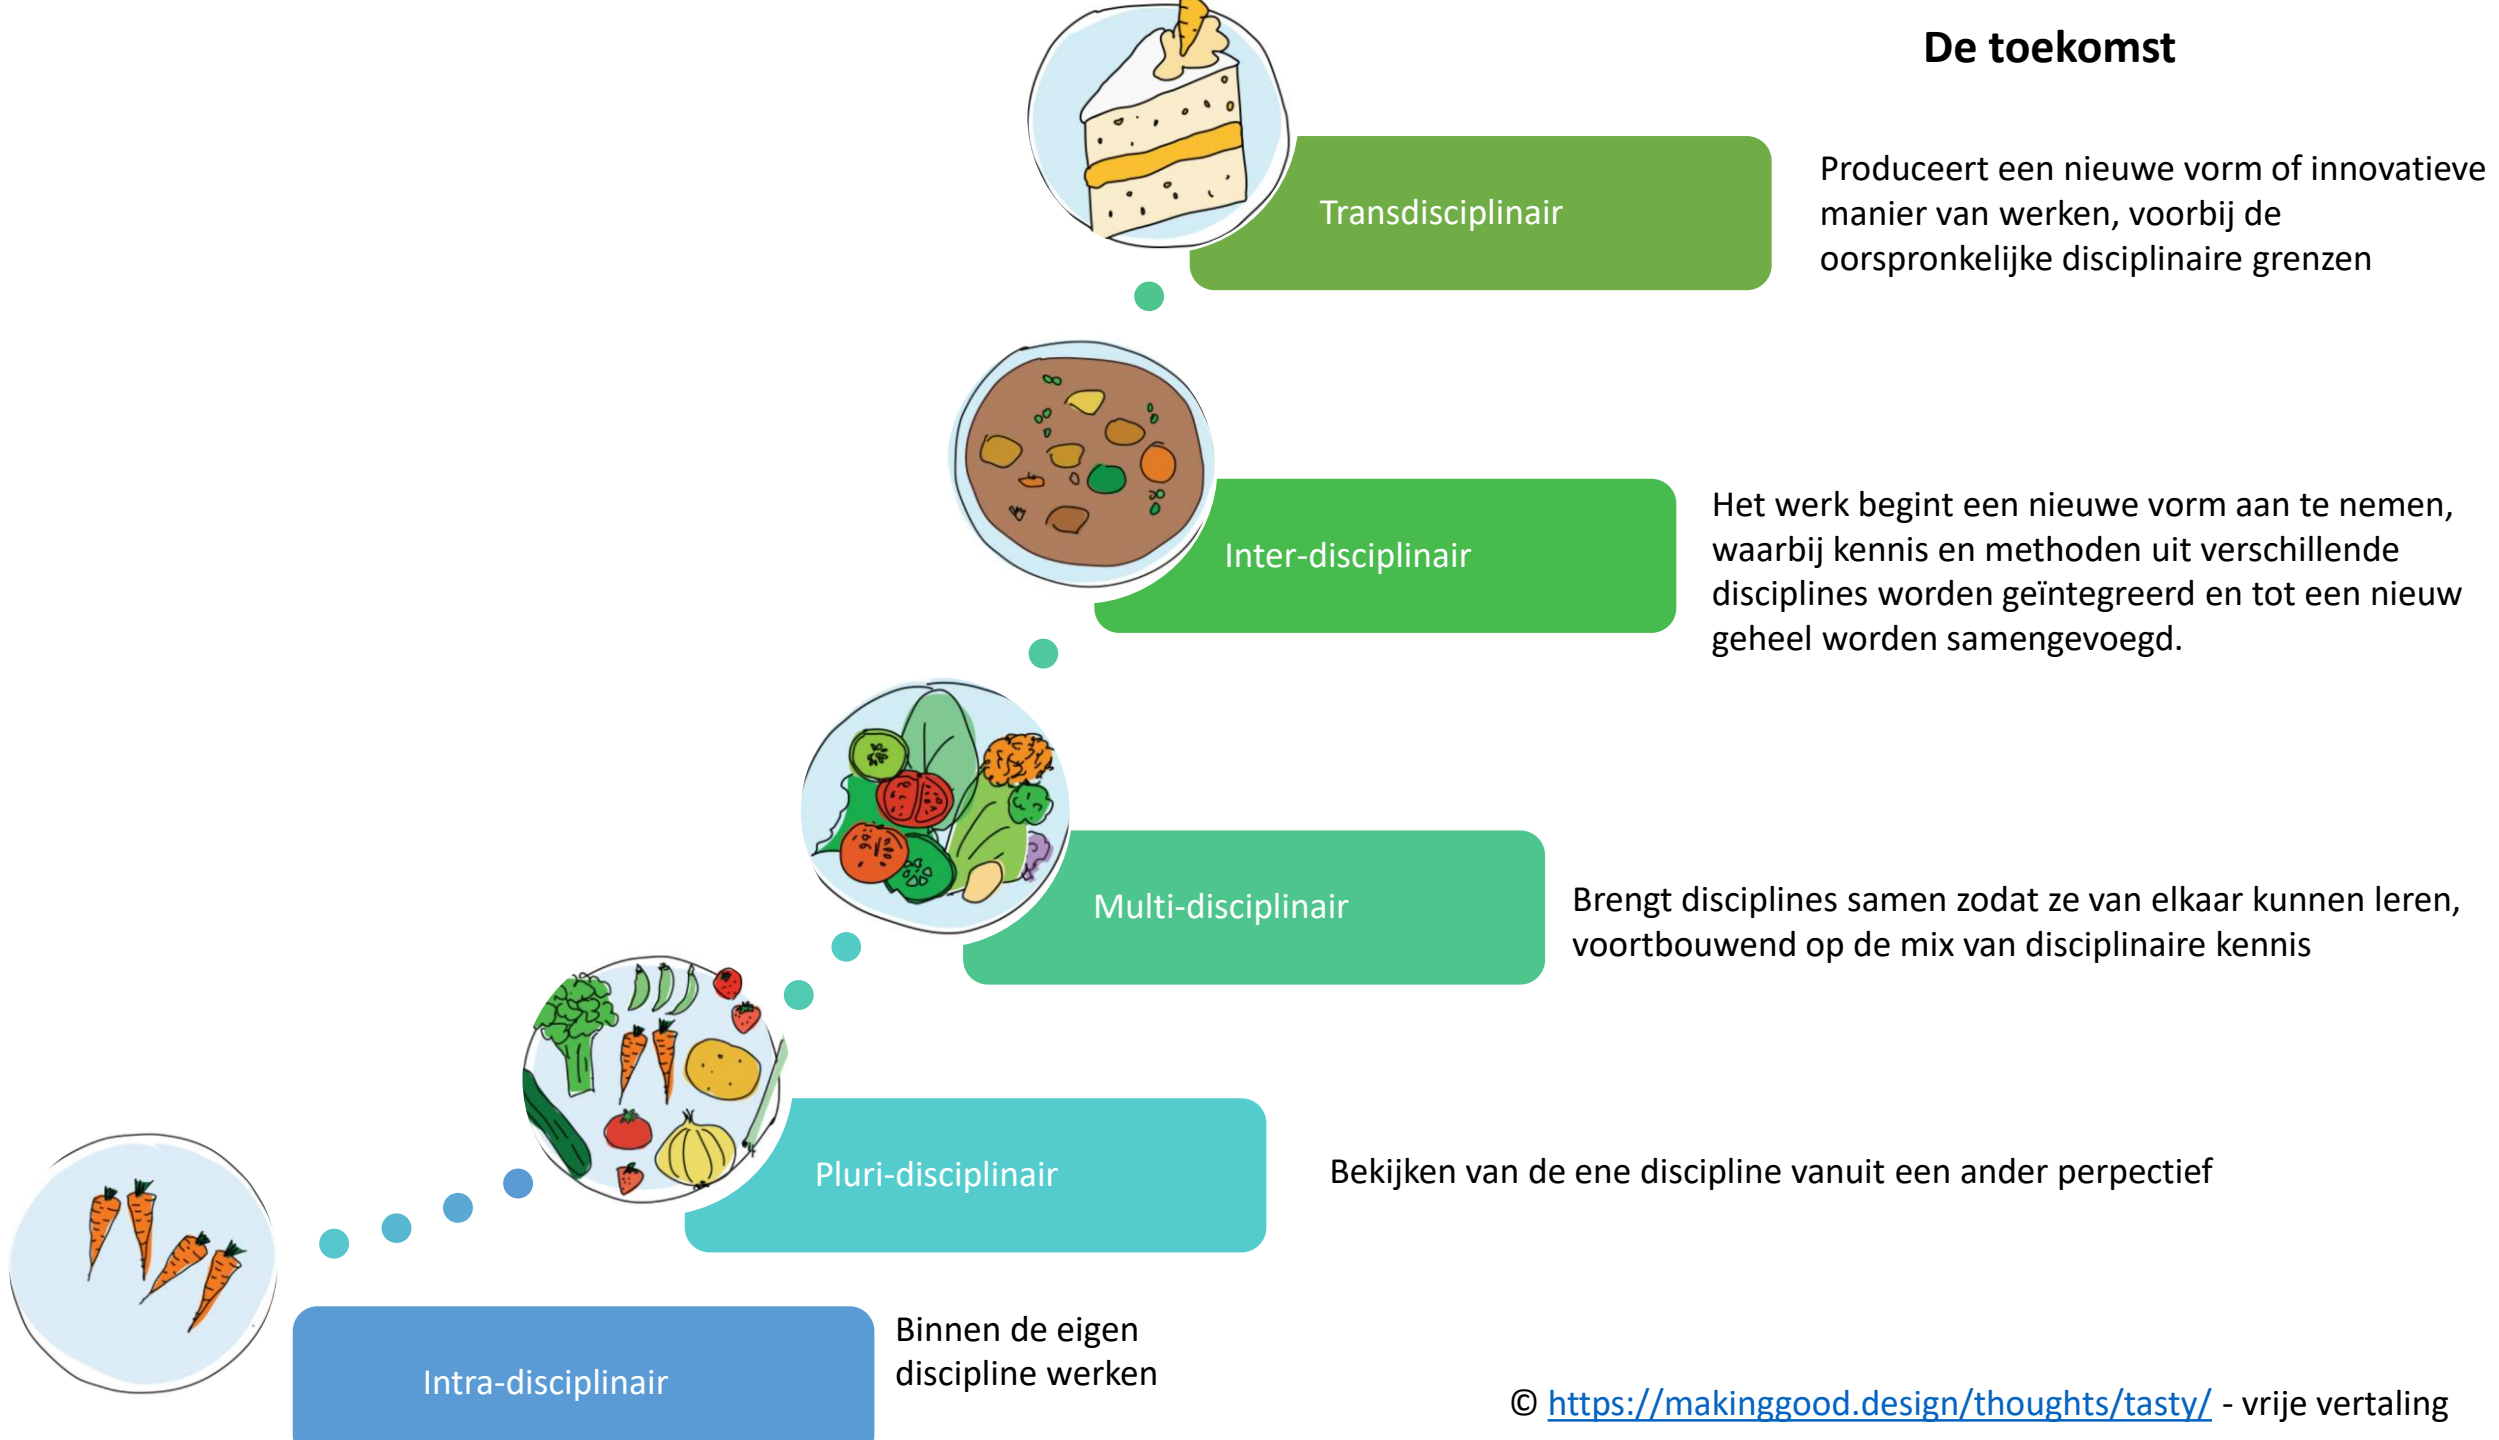 De toekomst
Transdisciplinair
Produceert een nieuwe vorm of innovatieve
manier van werken, voorbij de
oorspronkelijke disciplinaire grenzen
Inter-disciplinair
Het werk begint een nieuwe vorm aan te nemen,
waarbij kennis en methoden uit verschillende
disciplines worden geïntegreerd en tot een nieuw
geheel worden samengevoegd.
Multi-disciplinair
Brengt disciplines samen zodat ze van elkaar kunnen leren,
voortbouwend op de mix van disciplinaire kennis
Pluri-disciplinair
Bekijken van de ene discipline vanuit een ander perpectief
Intra-disciplinair
Binnen de eigen
discipline werken
© https://makinggood.design/thoughts/tasty/ - vrije vertaling